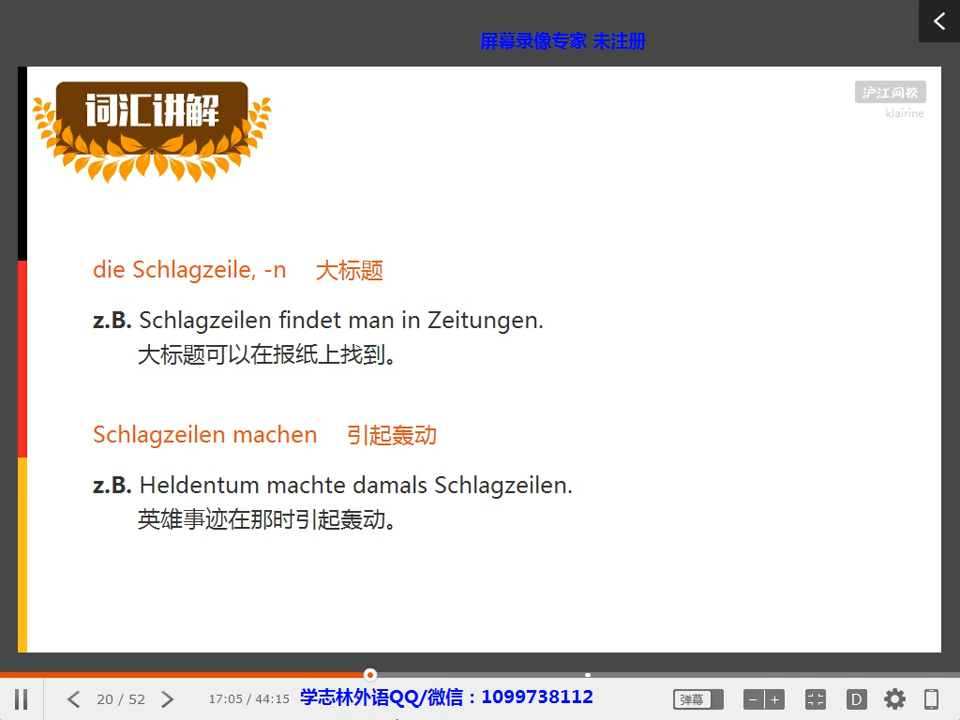 屏幕录像专家 未注册
词汇讲解
沪江网校
klairine
die Schlagzeile, -n 大标题
z.B. Schlagzeilen findet man in Zeitungen.
大标题可以在报纸上找到。
Schlagzeilen machen 引起轰动
z.B. Heldentum machte damals Schlagzeilen.
英雄事迹在那时引起轰动。
20 / 52
17:05 / 44:15
学志林外语QQ/微信：1099738112
弹幕
D